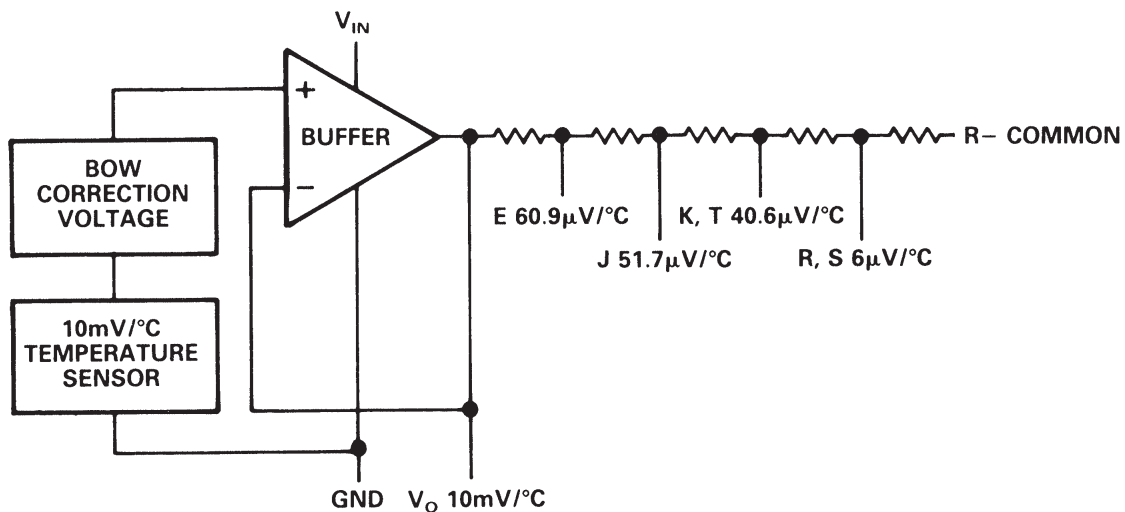 V_IN
+
BUFFER
−
BOW
CORRECTION
VOLTAGE
10mV/°C
TEMPERATURE
SENSOR
R− COMMON
E 60.9µV/°C
K, T 40.6µV/°C
J 51.7µV/°C
R, S 6µV/°C
GND
V_O 10mV/°C